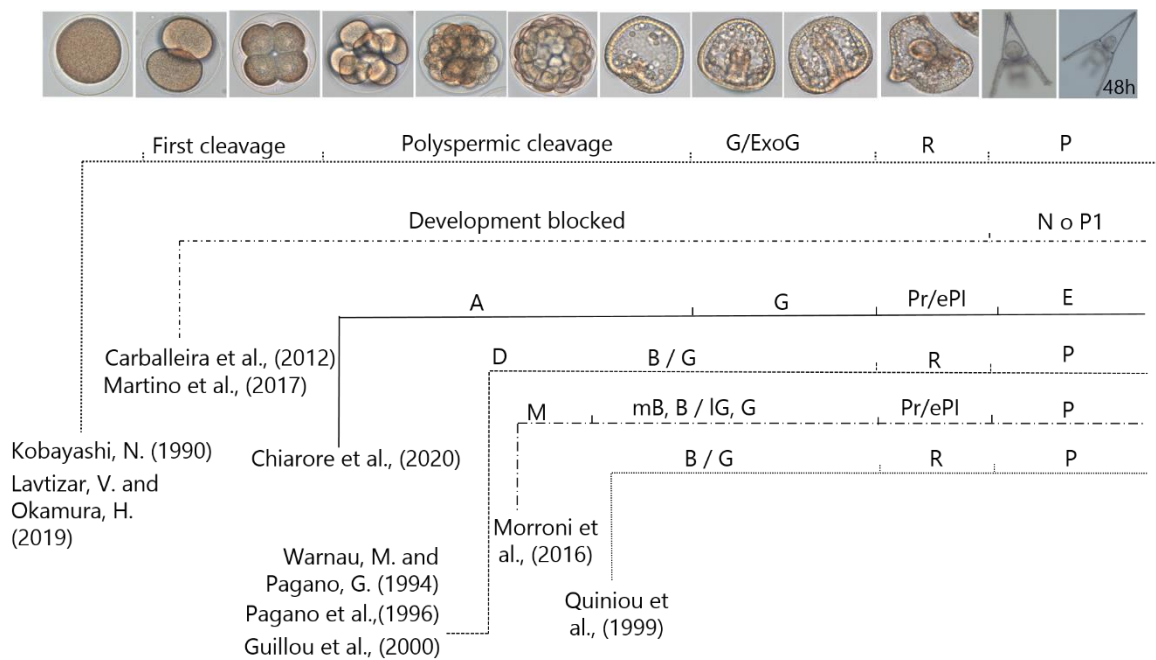 48h
First cleavage Polyspermic cleavage G/ExoG R P
Development blocked N o P1
A G Pr/ePl E
Carballeira et al., (2012)
Martino et al., (2017)
D B / G R P
M mB, B / lG, G Pr/ePl P
Kobayashi, N. (1990)
Lavtizar, V. and
Okamura, H.
(2019)
Chiarore et al., (2020)
B / G R P
Morroni et
al., (2016)
Warnau, M. and
Pagano, G. (1994)
Pagano et al.,(1996)
Guillou et al., (2000)
Quiniou et
al., (1999)